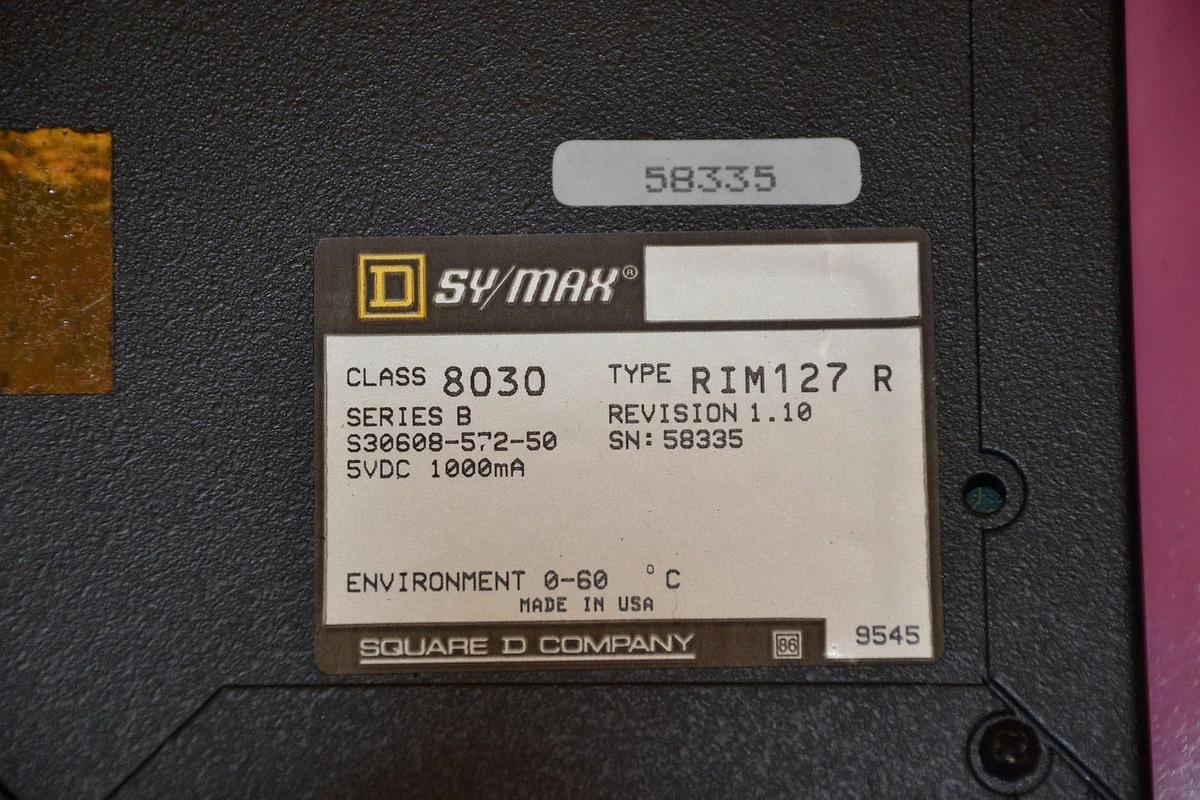 58335
D SY/MAX®
CLASS 8030 TYPE RIM127 R
SERIES B REVISION 1.10
S30608-572-50 SN: 58335
5VDC 1000mA
ENVIRONMENT 0-60 °C
MADE IN USA
SQUARE D COMPANY 86 9545